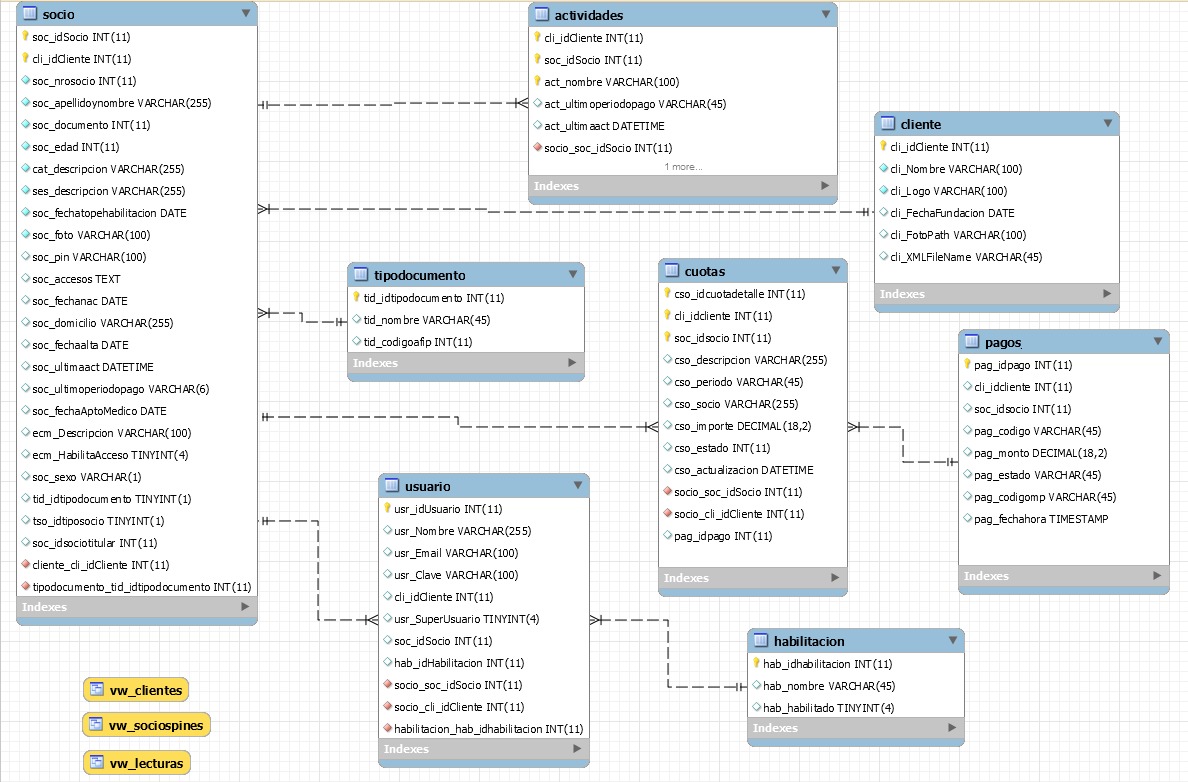 socio
soc_idSocio INT(11)
cli_idCliente INT(11)
soc_nrosocio INT(11)
soc_apellidoynombre VARCHAR(255)
soc_documento INT(11)
soc_edad INT(11)
cat_descripcion VARCHAR(255)
ses_descripcion VARCHAR(255)
soc_fechatopehabilitacion DATE
soc_foto VARCHAR(100)
soc_pin VARCHAR(100)
soc_accesos TEXT
soc_fechanac DATE
soc_domicilio VARCHAR(255)
soc_fechaalta DATE
soc_ultimaact DATETIME
soc_ultimoperiodopago VARCHAR(6)
soc_fechaAptoMedico DATE
ecm_Descripcion VARCHAR(100)
ecm_HabilitaAcceso TINYINT(4)
soc_sexo VARCHAR(1)
tid_idtipodocumento TINYINT(1)
tso_idtiposocio TINYINT(1)
soc_idsociotitular INT(11)
cliente_cli_idCliente INT(11)
tipodocumento_tid_idtipodocumento INT(11)
Indexes
actividades
cli_idCliente INT(11)
soc_idSocio INT(11)
act_nombre VARCHAR(100)
act_ultimoperiodopago VARCHAR(45)
act_ultimaact DATETIME
socio_soc_idSocio INT(11)
1 more...
Indexes
cliente
cli_idCliente INT(11)
cli_Nombre VARCHAR(100)
cli_Logo VARCHAR(100)
cli_FechaFundacion DATE
cli_FotoPath VARCHAR(100)
cli_XMLFileName VARCHAR(45)
Indexes
tipodocumento
tid_idtipodocumento INT(11)
tid_nombre VARCHAR(45)
tid_codigoafip INT(11)
Indexes
cuotas
cso_idcuotadetalle INT(11)
cli_idcliente INT(11)
soc_idsocio INT(11)
cso_descripcion VARCHAR(255)
cso_periodo VARCHAR(45)
cso_socio VARCHAR(255)
cso_importe DECIMAL(18,2)
cso_estado INT(11)
cso_actualizacion DATETIME
socio_soc_idSocio INT(11)
socio_cli_idCliente INT(11)
pag_idpago INT(11)
Indexes
pagos
pag_idpago INT(11)
cli_idcliente INT(11)
soc_idsocio INT(11)
pag_codigo VARCHAR(45)
pag_monto DECIMAL(18,2)
pag_estado VARCHAR(45)
pag_codigomp VARCHAR(45)
pag_fechahora TIMESTAMP
Indexes
usuario
usr_idUsuario INT(11)
usr_Nombre VARCHAR(255)
usr_Email VARCHAR(100)
usr_Clave VARCHAR(100)
cli_idCliente INT(11)
usr_SuperUsuario TINYINT(4)
soc_idSocio INT(11)
hab_idHabilitacion INT(11)
socio_soc_idSocio INT(11)
socio_cli_idCliente INT(11)
habilitacion_hab_idhabilitacion INT(11)
Indexes
habilitacion
hab_idhabilitacion INT(11)
hab_nombre VARCHAR(45)
hab_habilitado TINYINT(4)
Indexes
vw_clientes
vw_sociospines
vw_lecturas